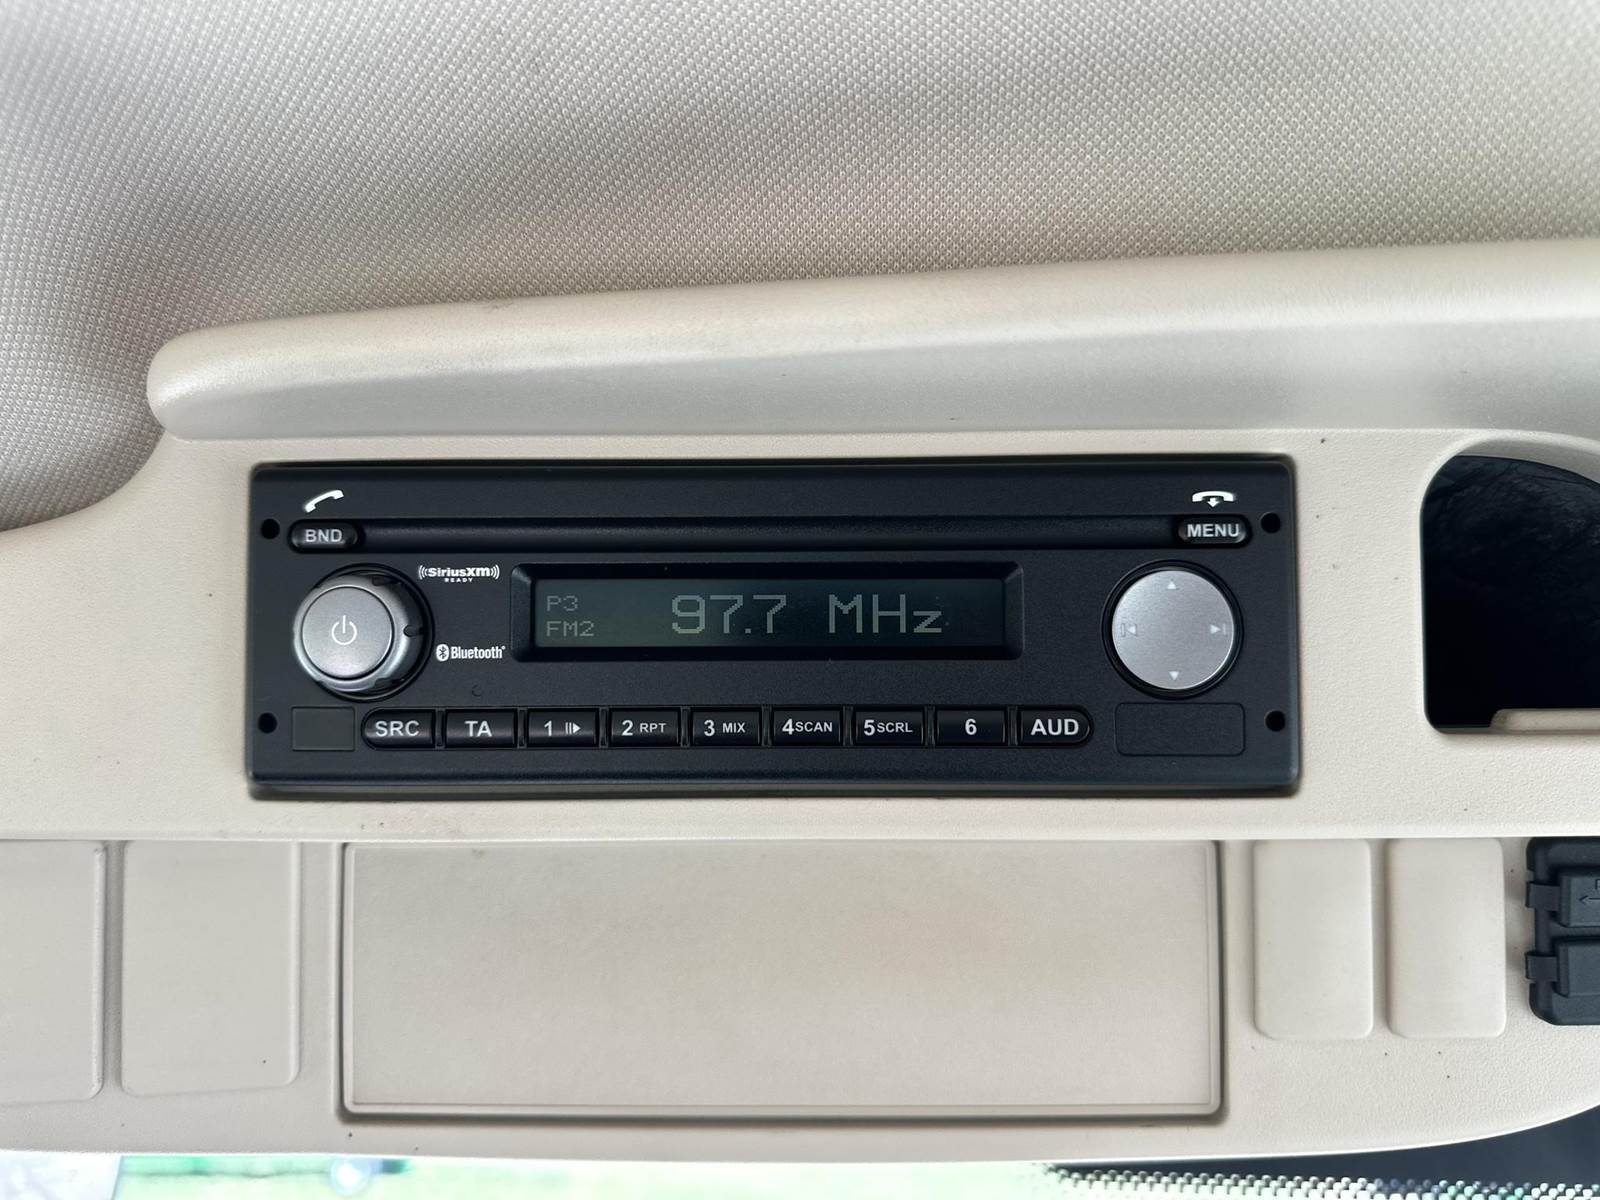 BND
MENU
SiriusXM
READY
P3
97.7 MHz
FM2
Bluetooth®
SRC
TA
1
2 RPT
3 MIX
4SCAN
5SCRL
6
AUD